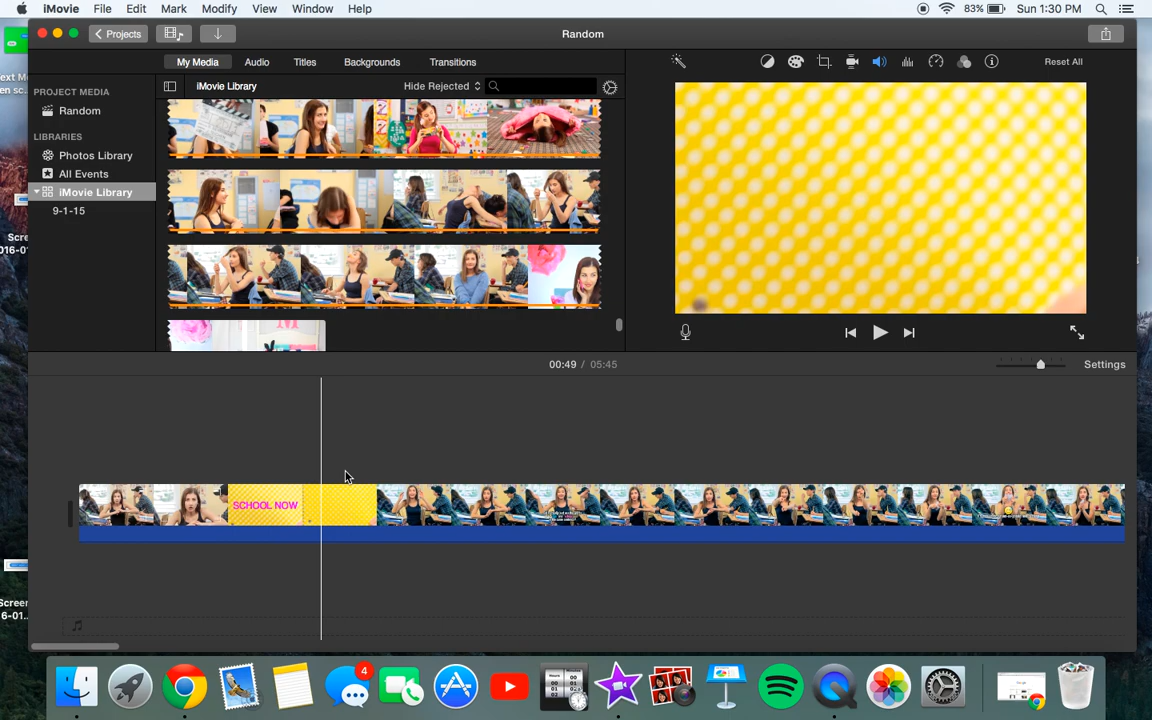 iMovie File Edit Mark Modify View Window Help 83% Sun 1:30 PM
Projects Random
My Media Audio Titles Backgrounds Transitions Reset All
PROJECT MEDIA iMovie Library Hide Rejected
Random
LIBRARIES
Photos Library
All Events
iMovie Library
9-1-15
00:49 / 05:45 Settings
SCHOOL NOW
4